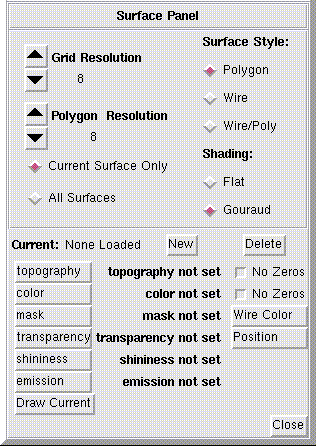 Surface Panel
Grid Resolution
8
Polygon Resolution
8
Current Surface Only
All Surfaces
Surface Style:
Polygon
Wire
Wire/Poly
Shading:
Flat
Gouraud
Current: None Loaded New Delete
topography topography not set No Zeros
color color not set No Zeros
mask mask not set Wire Color
transparency transparency not set Position
shininess shininess not set
emission emission not set
Draw Current
Close